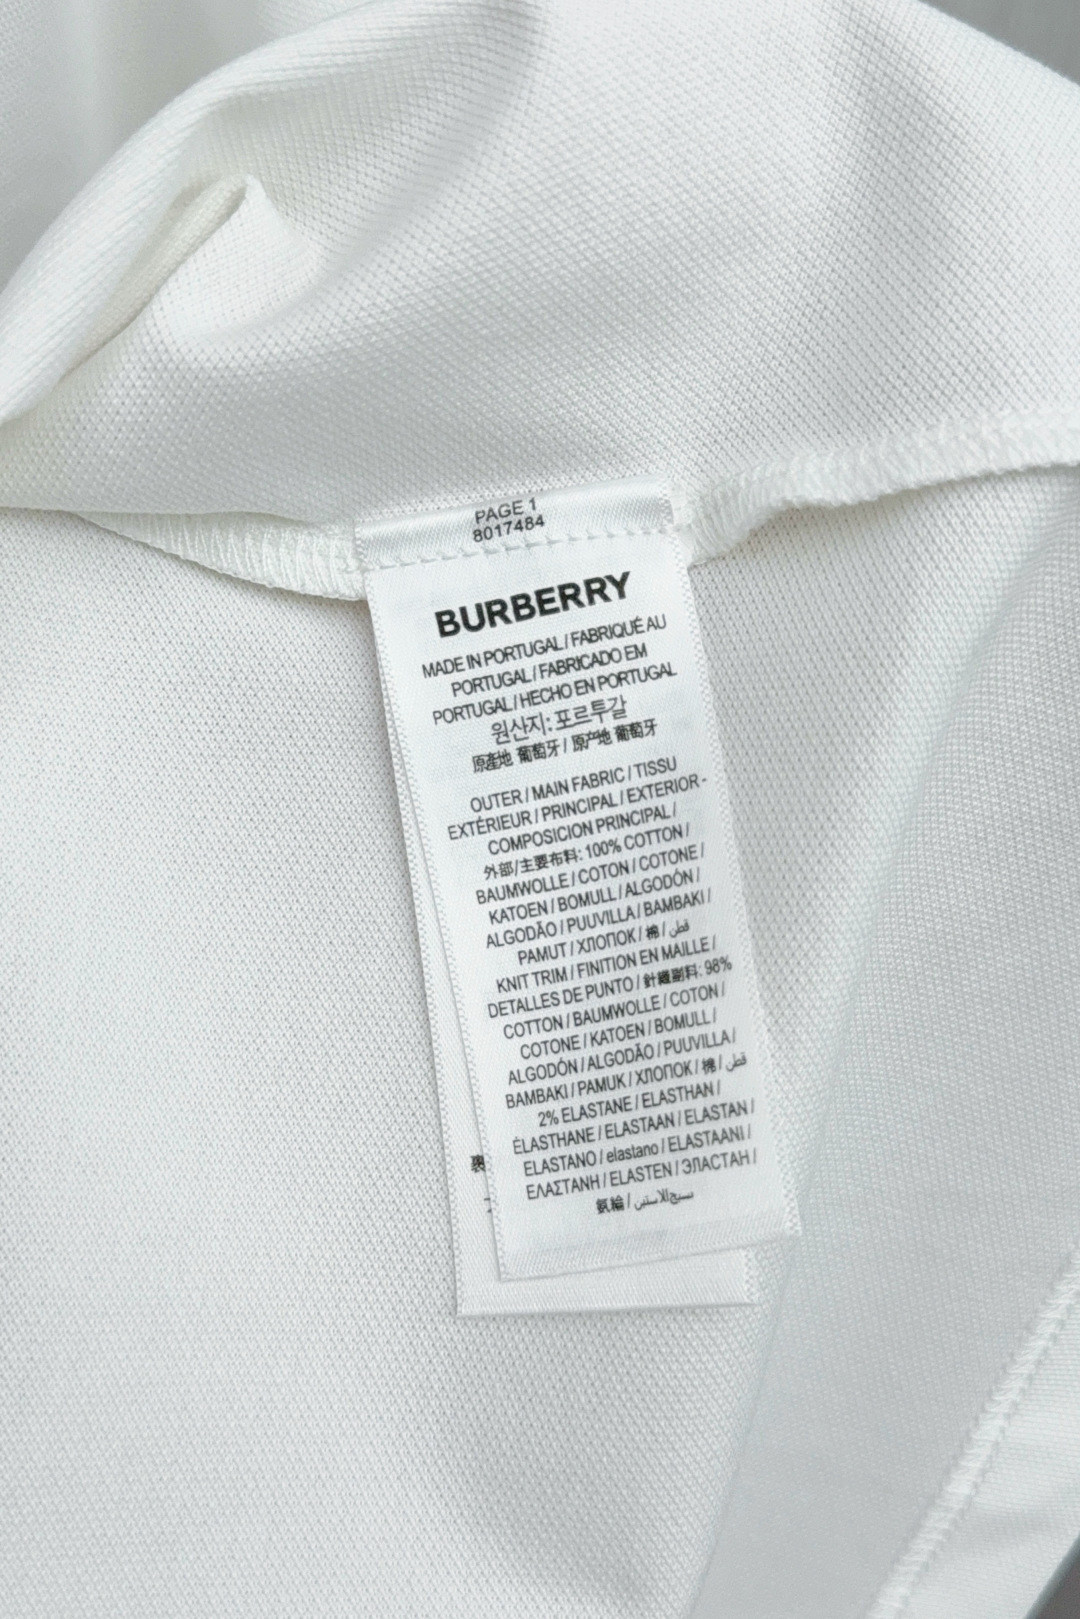 PAGE 1
8017484
BURBERRY
MADE IN PORTUGAL / FABRIQUÉ AU
PORTUGAL / FABRICADO EM
PORTUGAL / HECHO EN PORTUGAL
원산지: 포르투갈
原產地 葡萄牙 / 原产地 葡萄牙
OUTER / MAIN FABRIC / TISSU
EXTÉRIEUR / PRINCIPAL / EXTERIOR -
COMPOSICION PRINCIPAL /
外部/主要布料: 100% COTTON /
BAUMWOLLE / COTON / COTONE /
KATOEN / BOMULL / ALGODÓN /
ALGODÃO / PUUVILLA / BAMBAKI /
PAMUT / ХЛОПОК / 棉 / قطن
KNIT TRIM / FINITION EN MAILLE /
DETALLES DE PUNTO / 針織副料: 98%
COTTON / BAUMWOLLE / COTON /
COTONE / KATOEN / BOMULL /
ALGODÓN / ALGODÃO / PUUVILLA /
BAMBAKI / PAMUK / ХЛОПОК / 棉 / قطن
2% ELASTANE / ELASTHAN /
ÉLASTHANE / ELASTAAN / ELASTAN /
ELASTANO / elastano / ELASTAANI /
ΕΛΑΣΤΑΝΗ / ELASTEN / ЭЛАСТАН /
氨綸 /